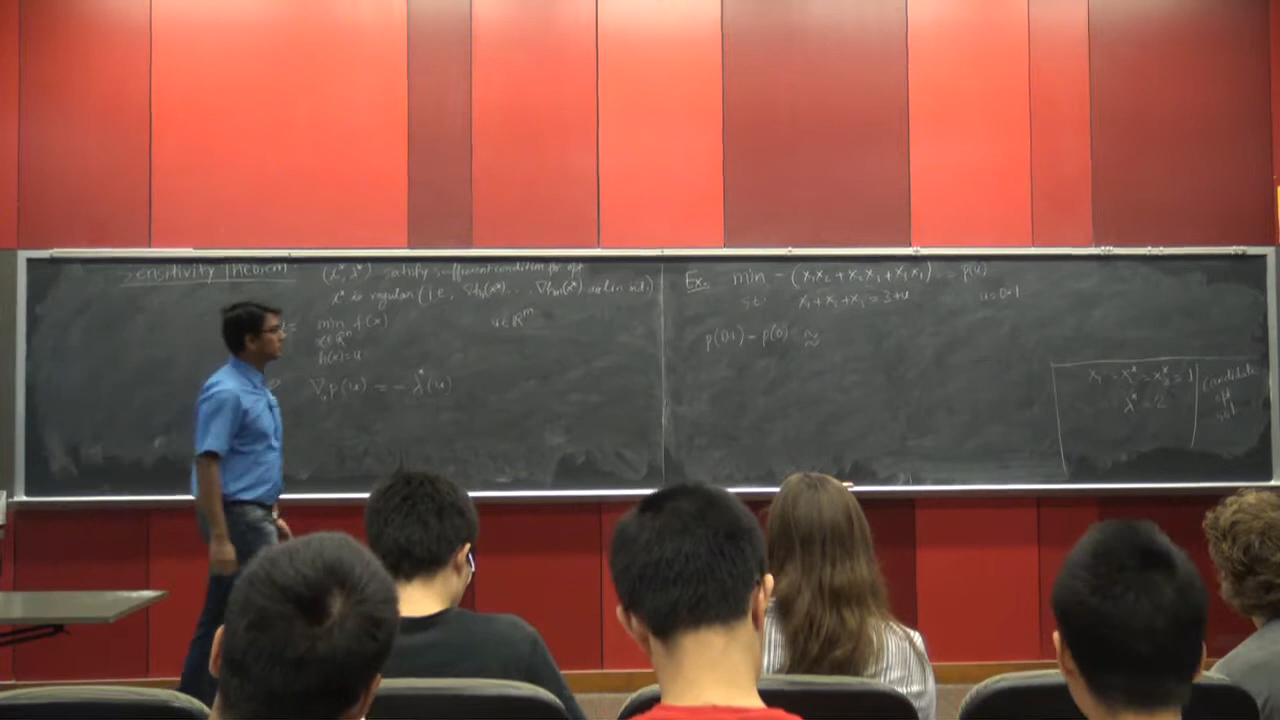 Sensitivity Theorem (x*, λ*) satisfy sufficient condition for opt
x* is regular (i.e, ∇h₁(x*) ... ∇hₘ(x*) are lin ind)
min f(x) u∈ℝᵐ
x∈ℝⁿ
h(x)=u
∇ᵤp(u) = -λ*(u)
Ex. min -(x₁x₂+x₂x₃+x₃x₁) p(u)
st. x₁+x₂+x₃=3+u u=0.1
p(0.1) - p(0) ≈
x₁* = x₂* = x₃* = 1
λ* = 2
candidate
opt
sol